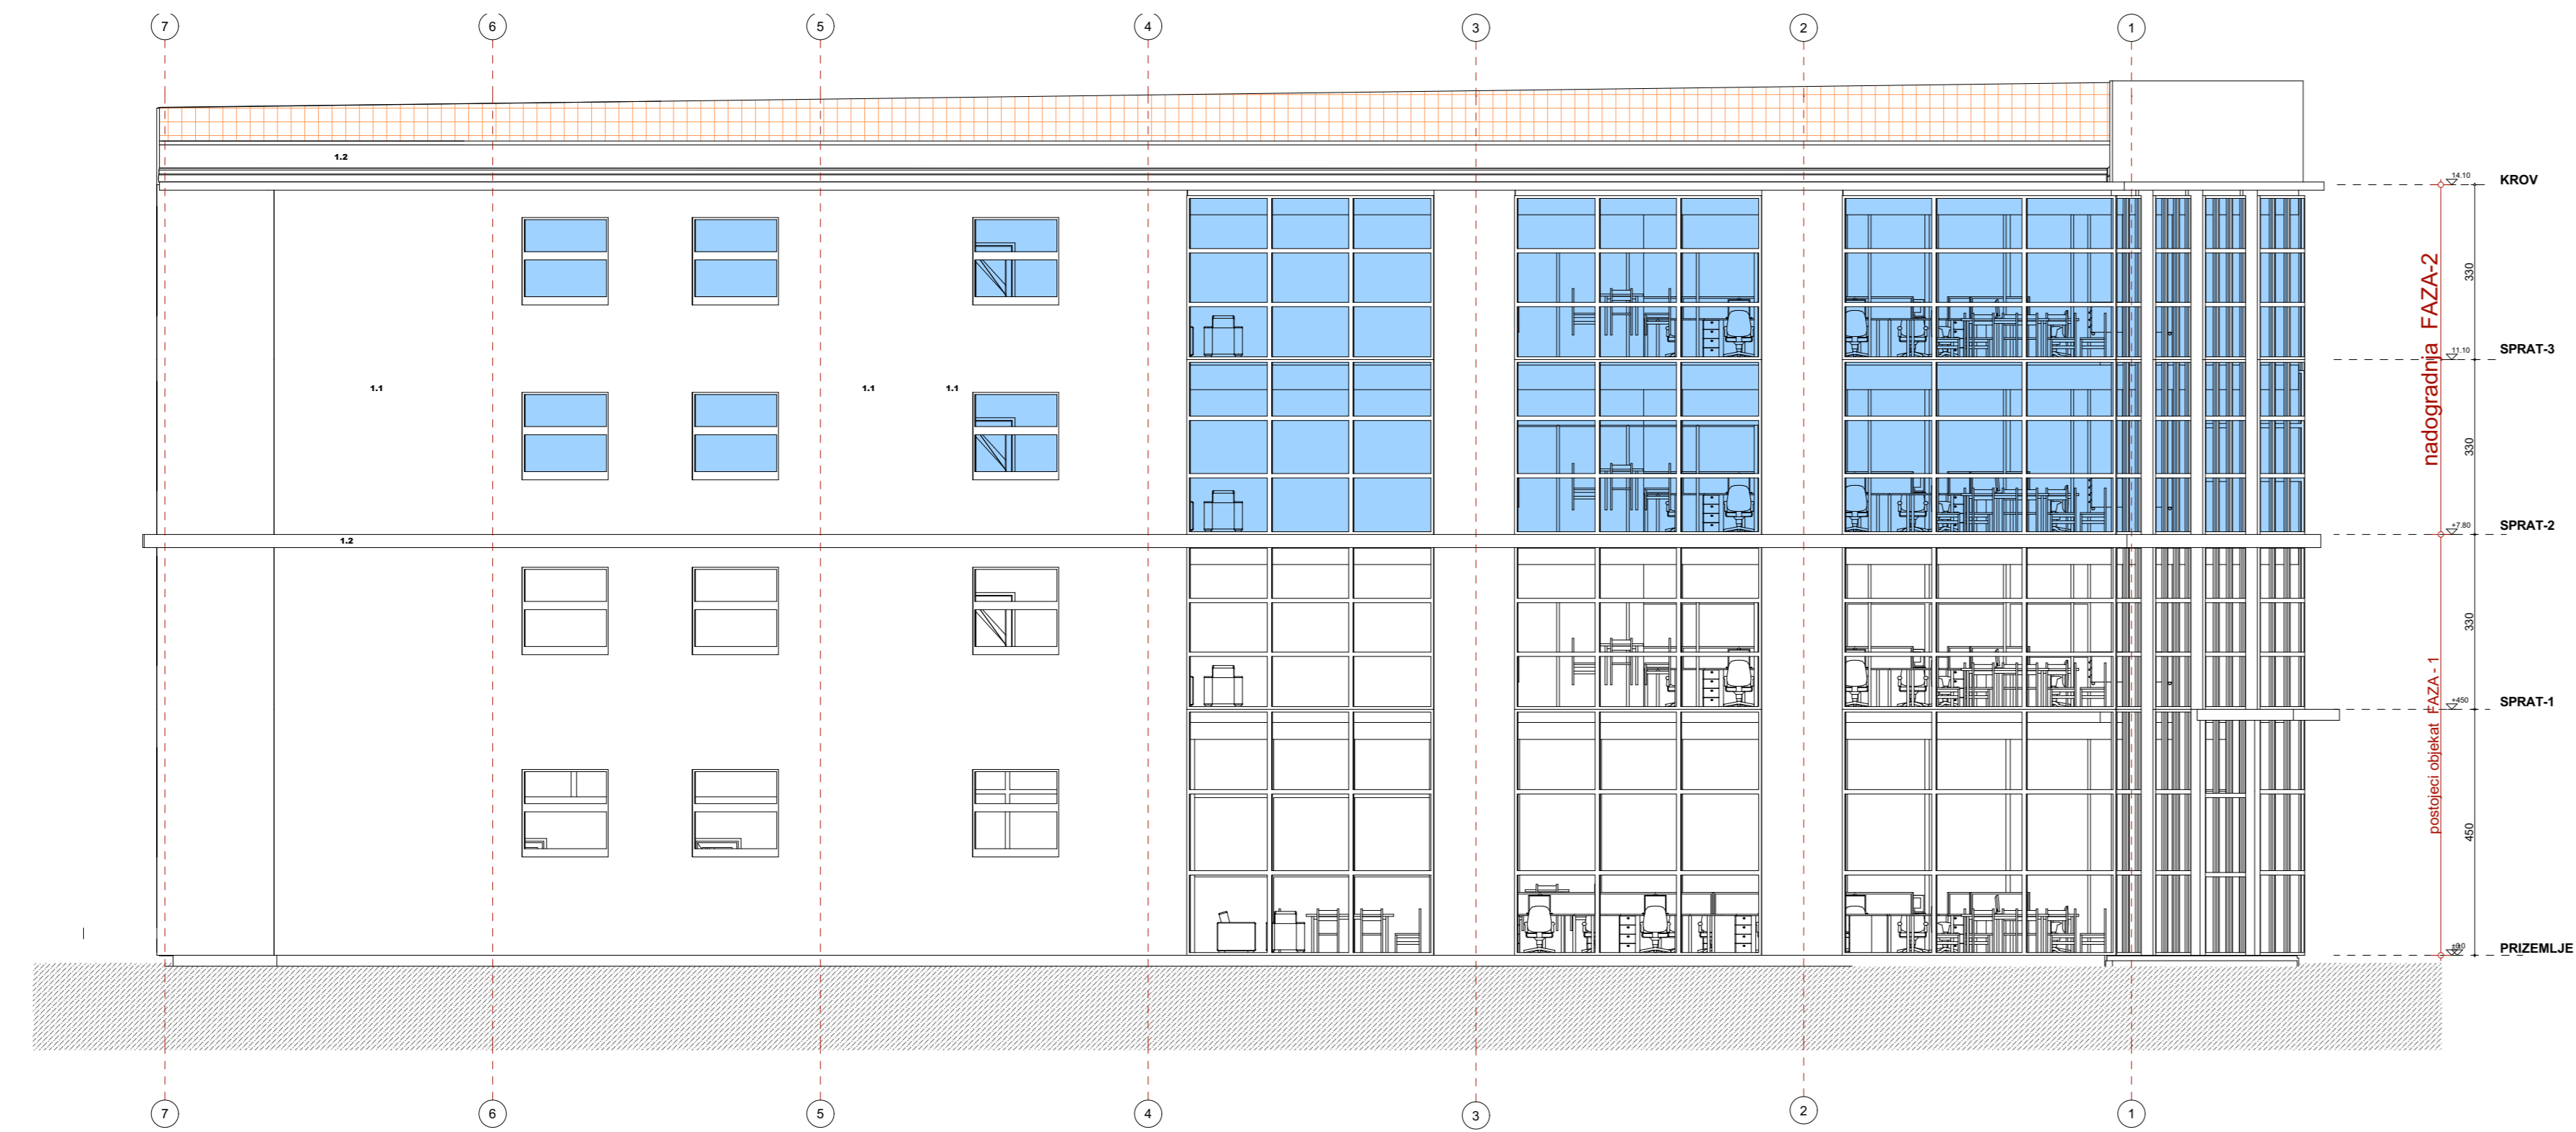 7 6 5 4 3 2 1
1.2
14.10 KROV
330
nadogradnja FAZA-2
11.10 SPRAT-3
1.1 1.1 1.1
330
+7.80 SPRAT-2
1.2
330
postojeci objekat FAZA - 1
+450 SPRAT-1
450
PRIZEMLJE
7 6 5 4 3 2 1